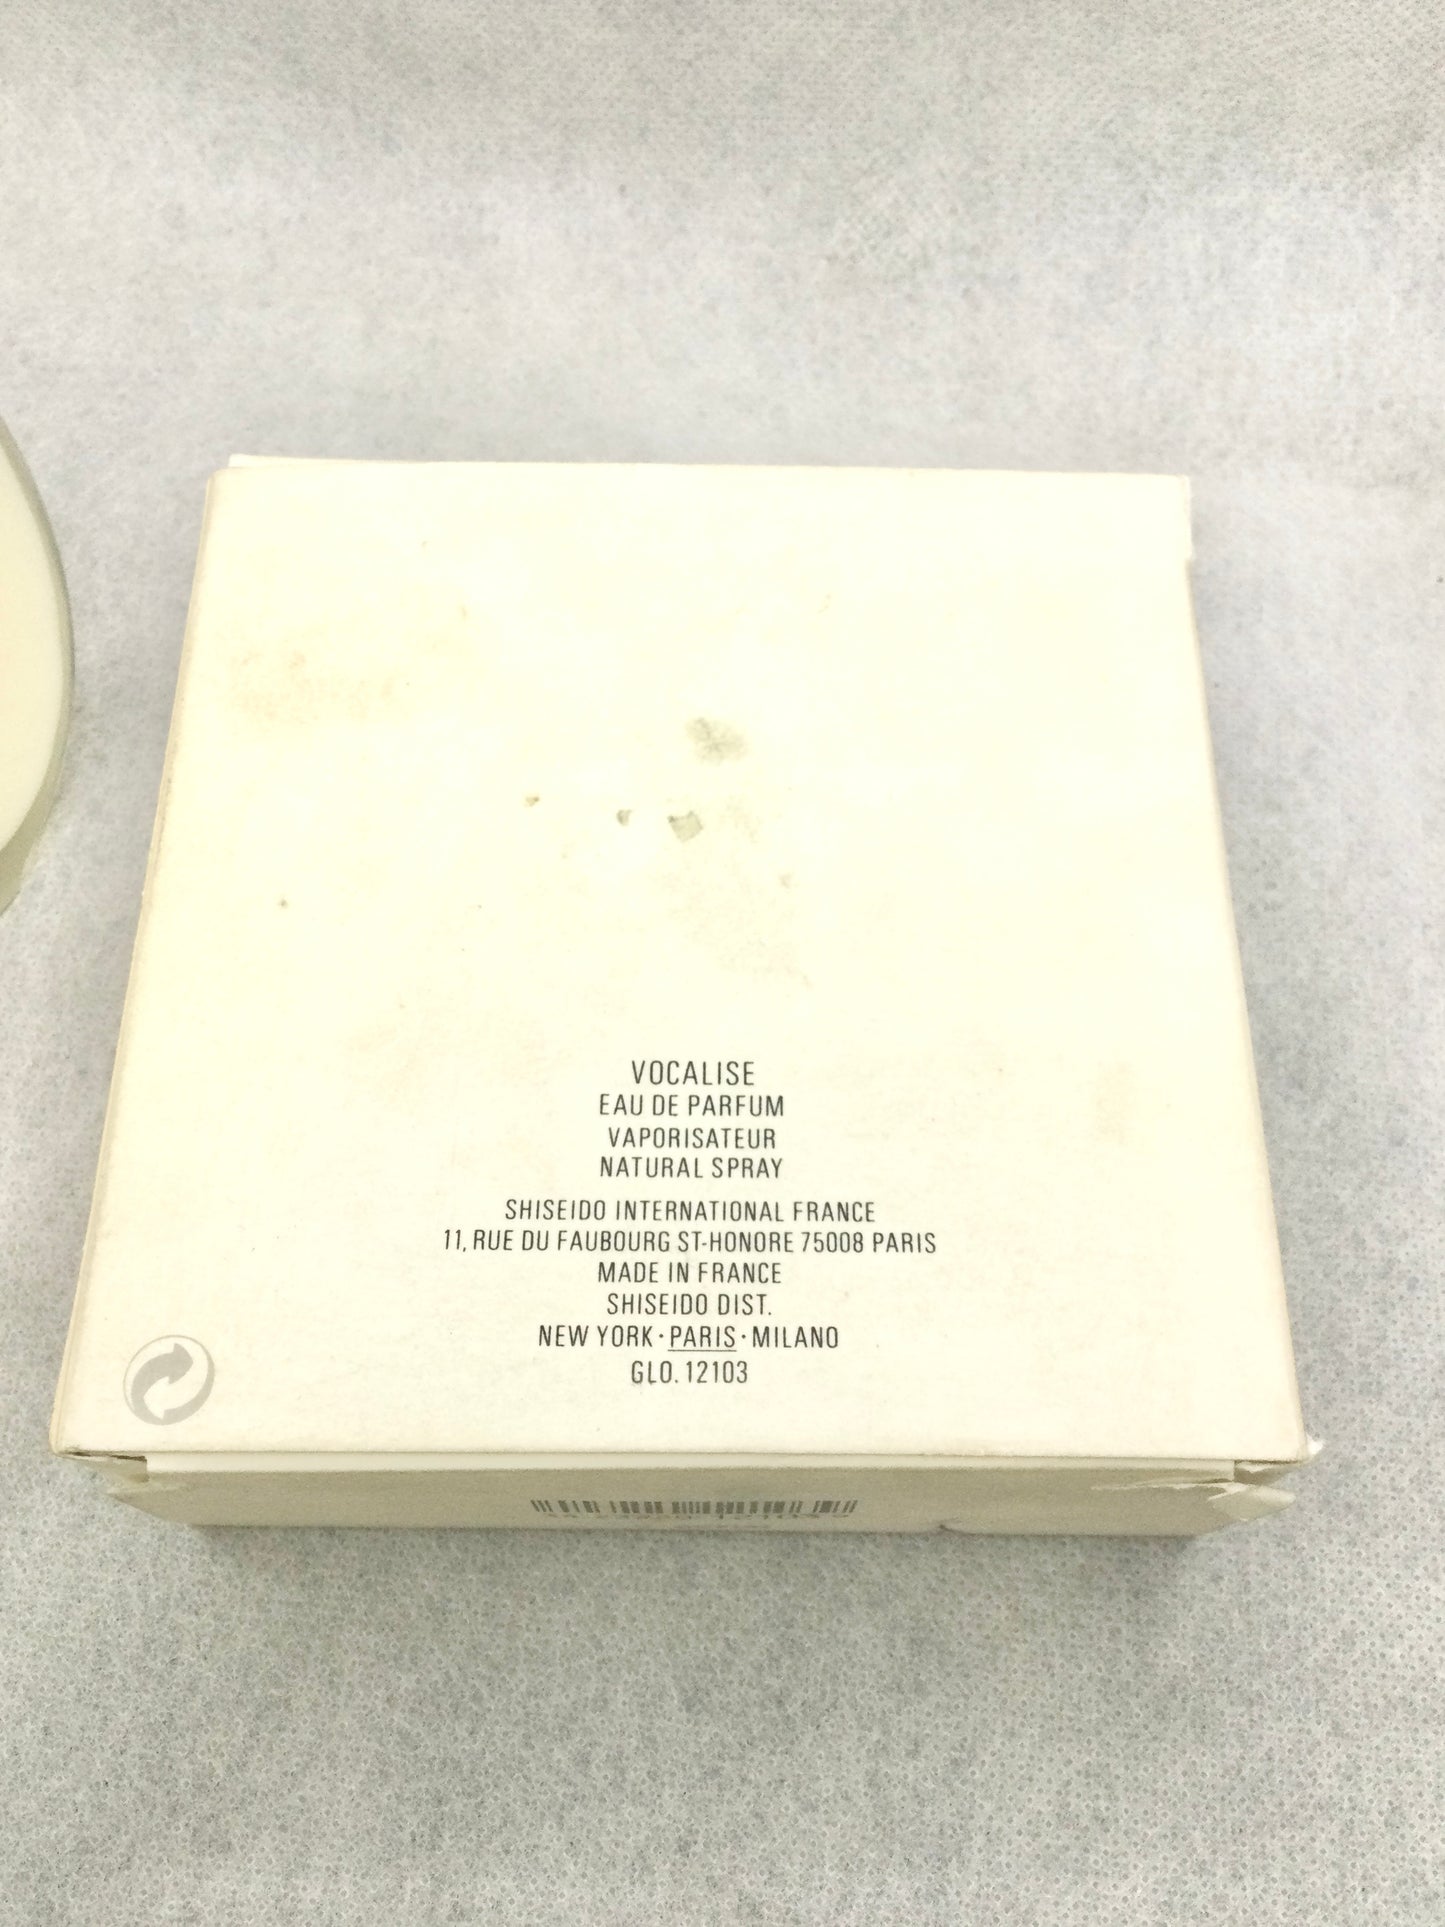 VOCALISE
EAU DE PARFUM
VAPORISATEUR
NATURAL SPRAY
SHISEIDO INTERNATIONAL FRANCE
11, RUE DU FAUBOURG ST-HONORE 75008 PARIS
MADE IN FRANCE
SHISEIDO DIST.
NEW YORK · PARIS · MILANO
GLO. 12103